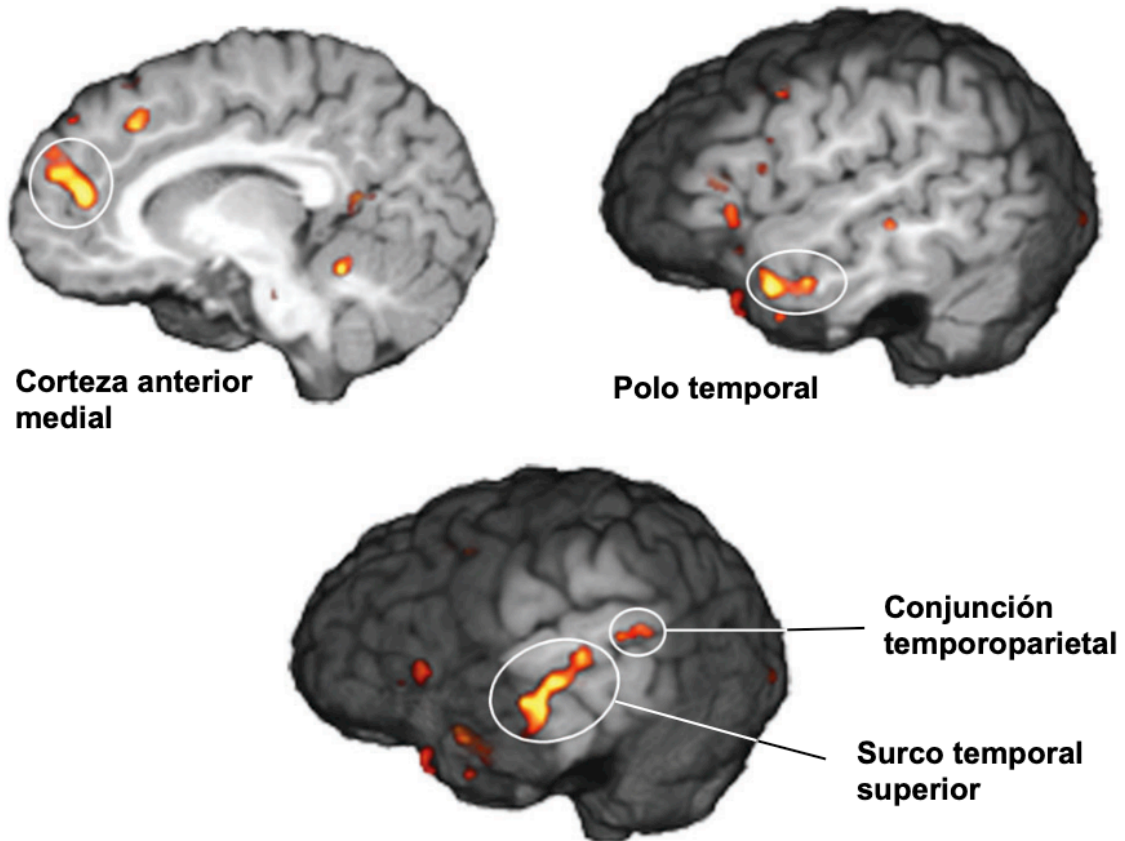 Corteza anterior
medial
Polo temporal
Conjunción
temporoparietal
Surco temporal
superior